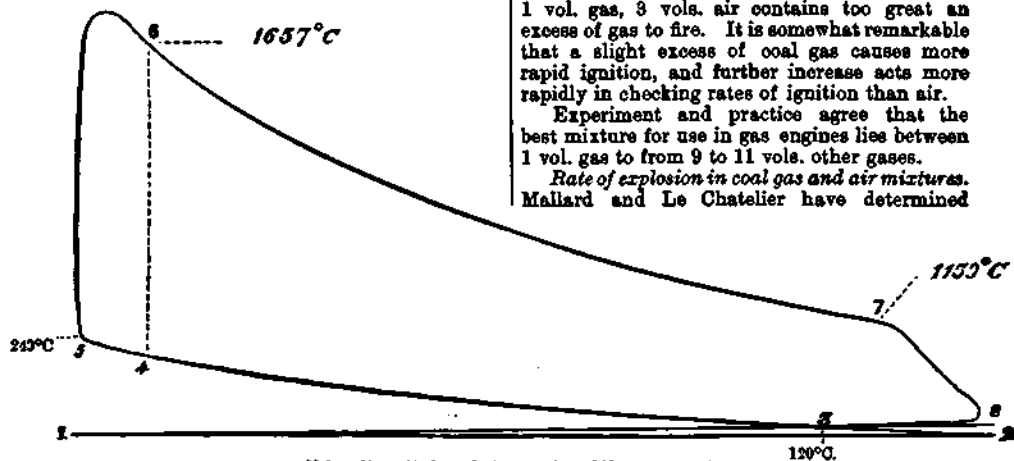 1 vol. gas, 3 vols. air contains too great an
excess of gas to fire. It is somewhat remarkable
that a slight excess of coal gas causes more
rapid ignition, and further increase acts more
rapidly in checking rates of ignition than air.
Experiment and practice agree that the
best mixture for use in gas engines lies between
1 vol. gas to from 9 to 11 vols. other gases.
Rate of explosion in coal gas and air mixtures.
Mallard and Le Chatelier have determined
6
1657°C
1150°C
7
240°C
5
4
8
3
1
2
120°C.